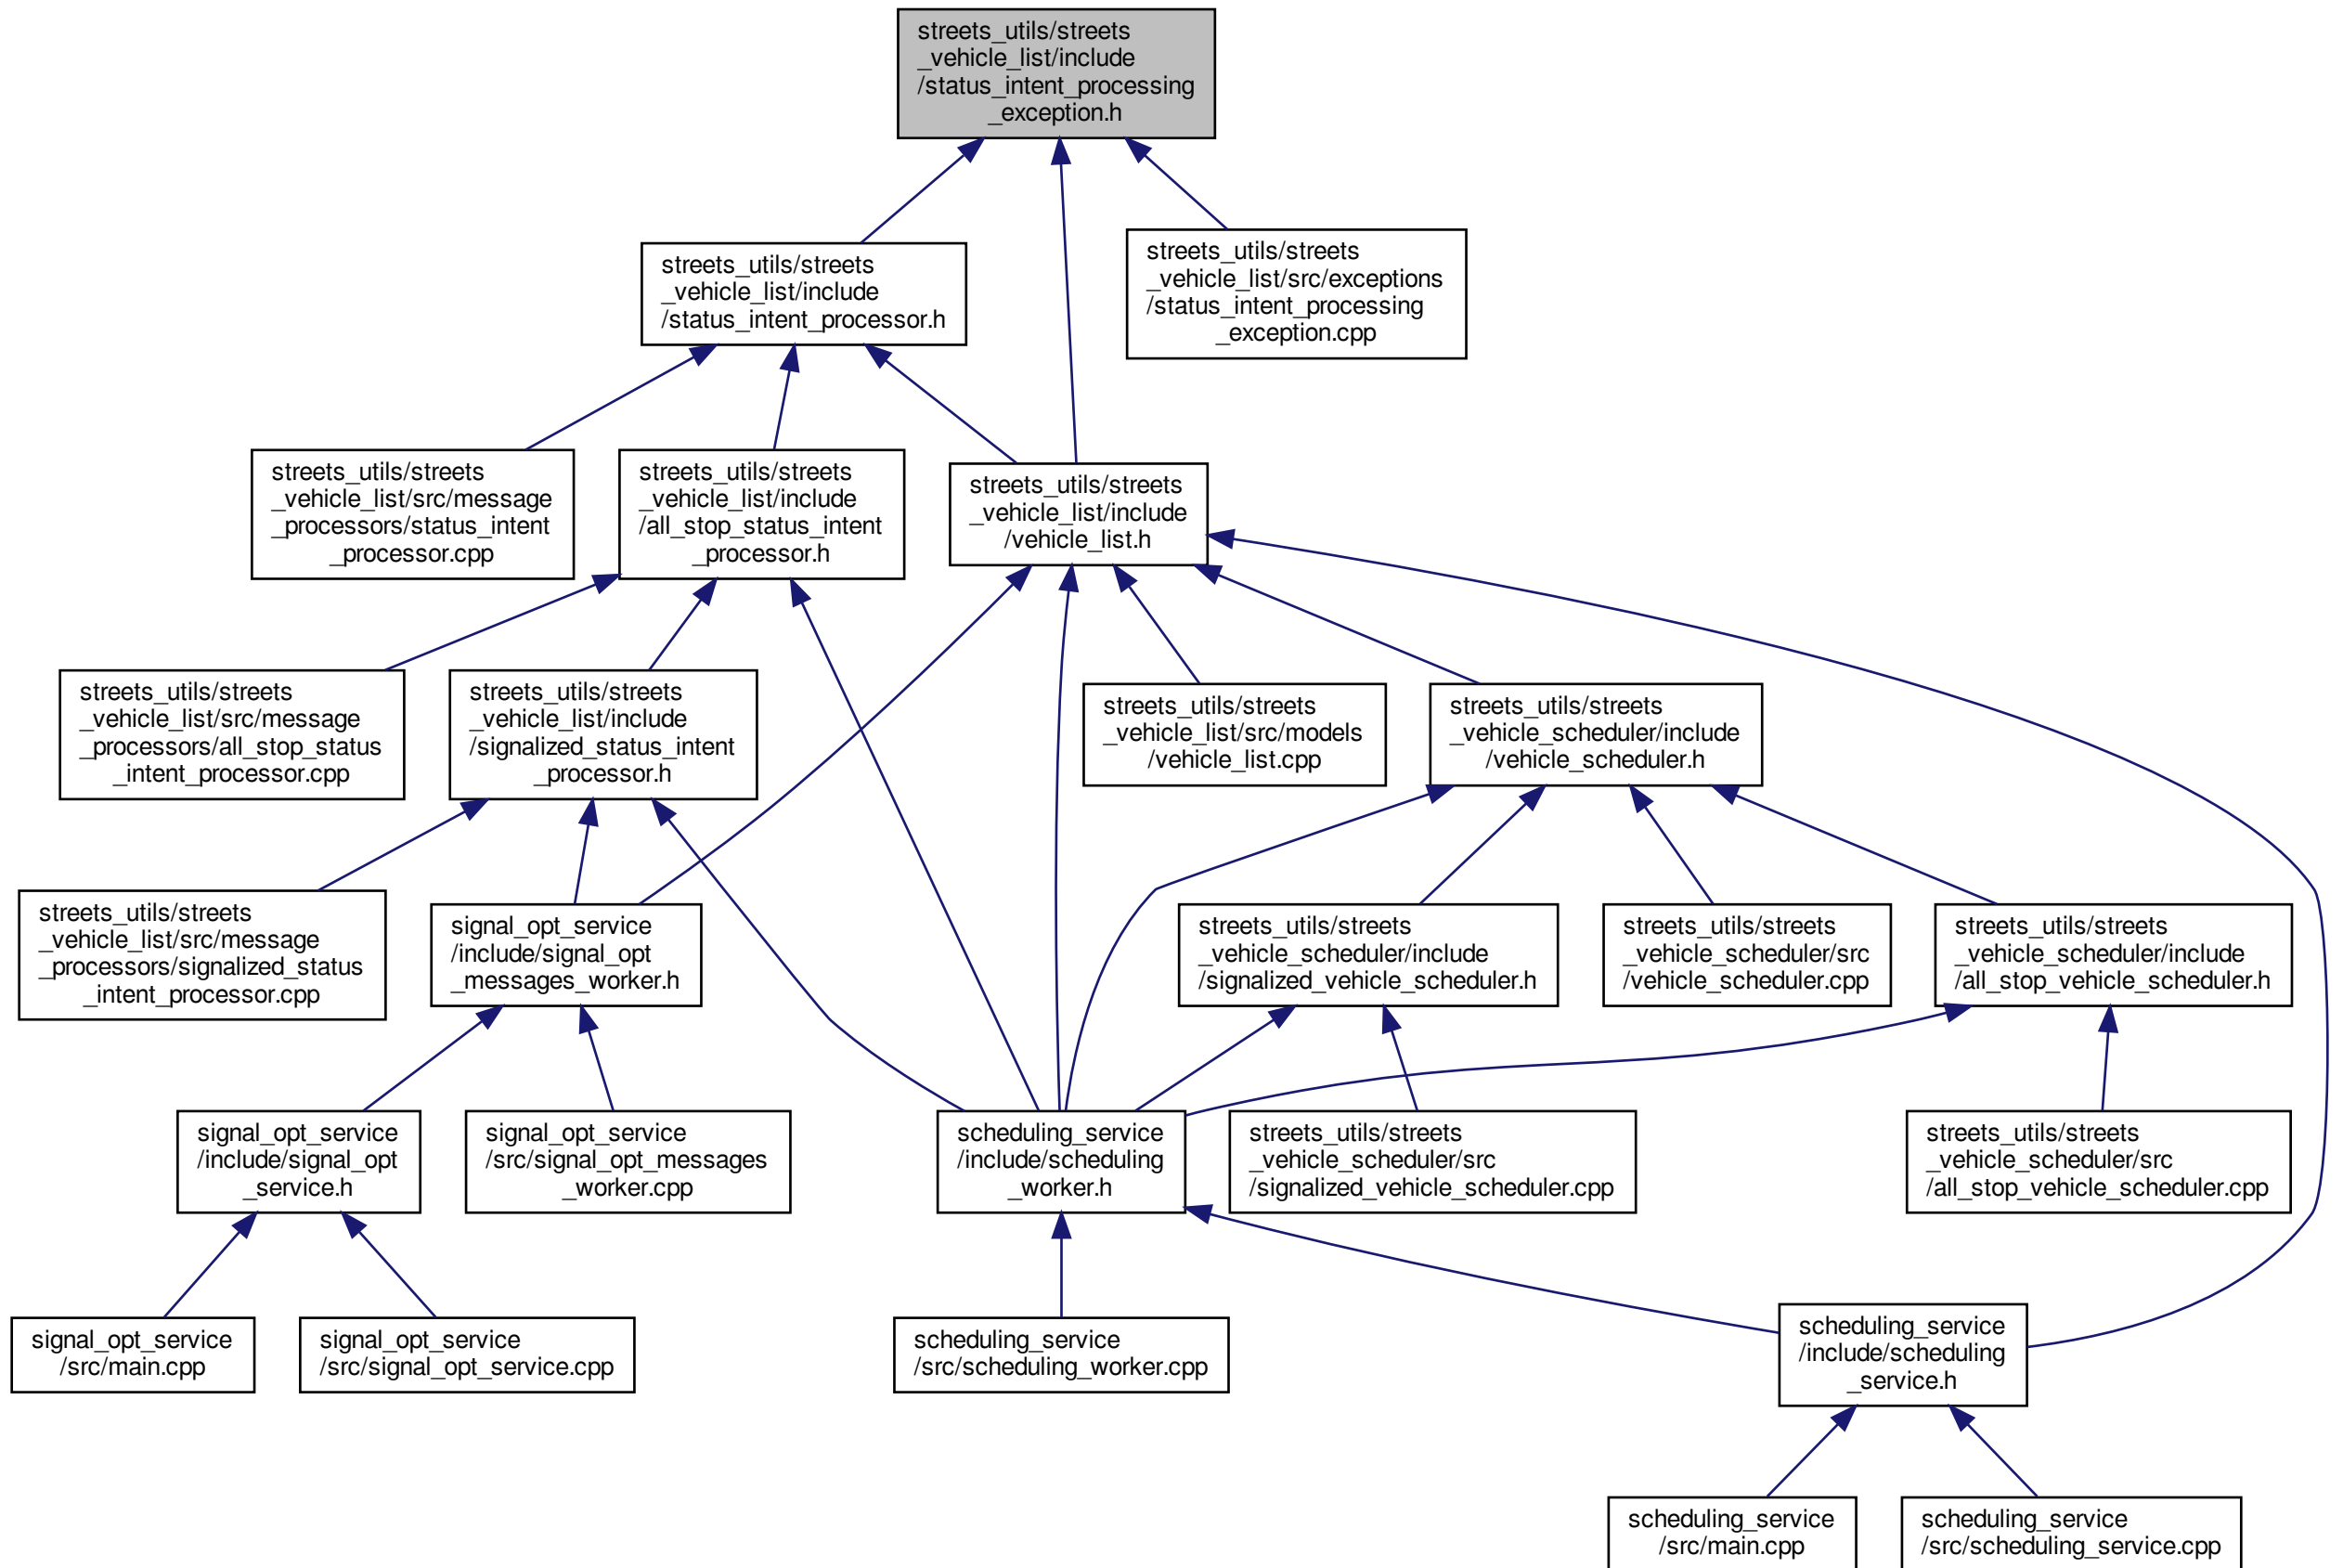 streets_utils/streets
_vehicle_list/include
/status_intent_processing
_exception.h
streets_utils/streets
_vehicle_list/include
/status_intent_processor.h
streets_utils/streets
_vehicle_list/src/exceptions
/status_intent_processing
_exception.cpp
streets_utils/streets
_vehicle_list/src/message
_processors/status_intent
_processor.cpp
streets_utils/streets
_vehicle_list/include
/all_stop_status_intent
_processor.h
streets_utils/streets
_vehicle_list/include
/vehicle_list.h
streets_utils/streets
_vehicle_list/src/message
_processors/all_stop_status
_intent_processor.cpp
streets_utils/streets
_vehicle_list/include
/signalized_status_intent
_processor.h
streets_utils/streets
_vehicle_list/src/models
/vehicle_list.cpp
streets_utils/streets
_vehicle_scheduler/include
/vehicle_scheduler.h
streets_utils/streets
_vehicle_list/src/message
_processors/signalized_status
_intent_processor.cpp
signal_opt_service
/include/signal_opt
_messages_worker.h
streets_utils/streets
_vehicle_scheduler/include
/signalized_vehicle_scheduler.h
streets_utils/streets
_vehicle_scheduler/src
/vehicle_scheduler.cpp
streets_utils/streets
_vehicle_scheduler/include
/all_stop_vehicle_scheduler.h
signal_opt_service
/include/signal_opt
_service.h
signal_opt_service
/src/signal_opt_messages
_worker.cpp
scheduling_service
/include/scheduling
_worker.h
streets_utils/streets
_vehicle_scheduler/src
/signalized_vehicle_scheduler.cpp
streets_utils/streets
_vehicle_scheduler/src
/all_stop_vehicle_scheduler.cpp
signal_opt_service
/src/main.cpp
signal_opt_service
/src/signal_opt_service.cpp
scheduling_service
/src/scheduling_worker.cpp
scheduling_service
/include/scheduling
_service.h
scheduling_service
/src/main.cpp
scheduling_service
/src/scheduling_service.cpp